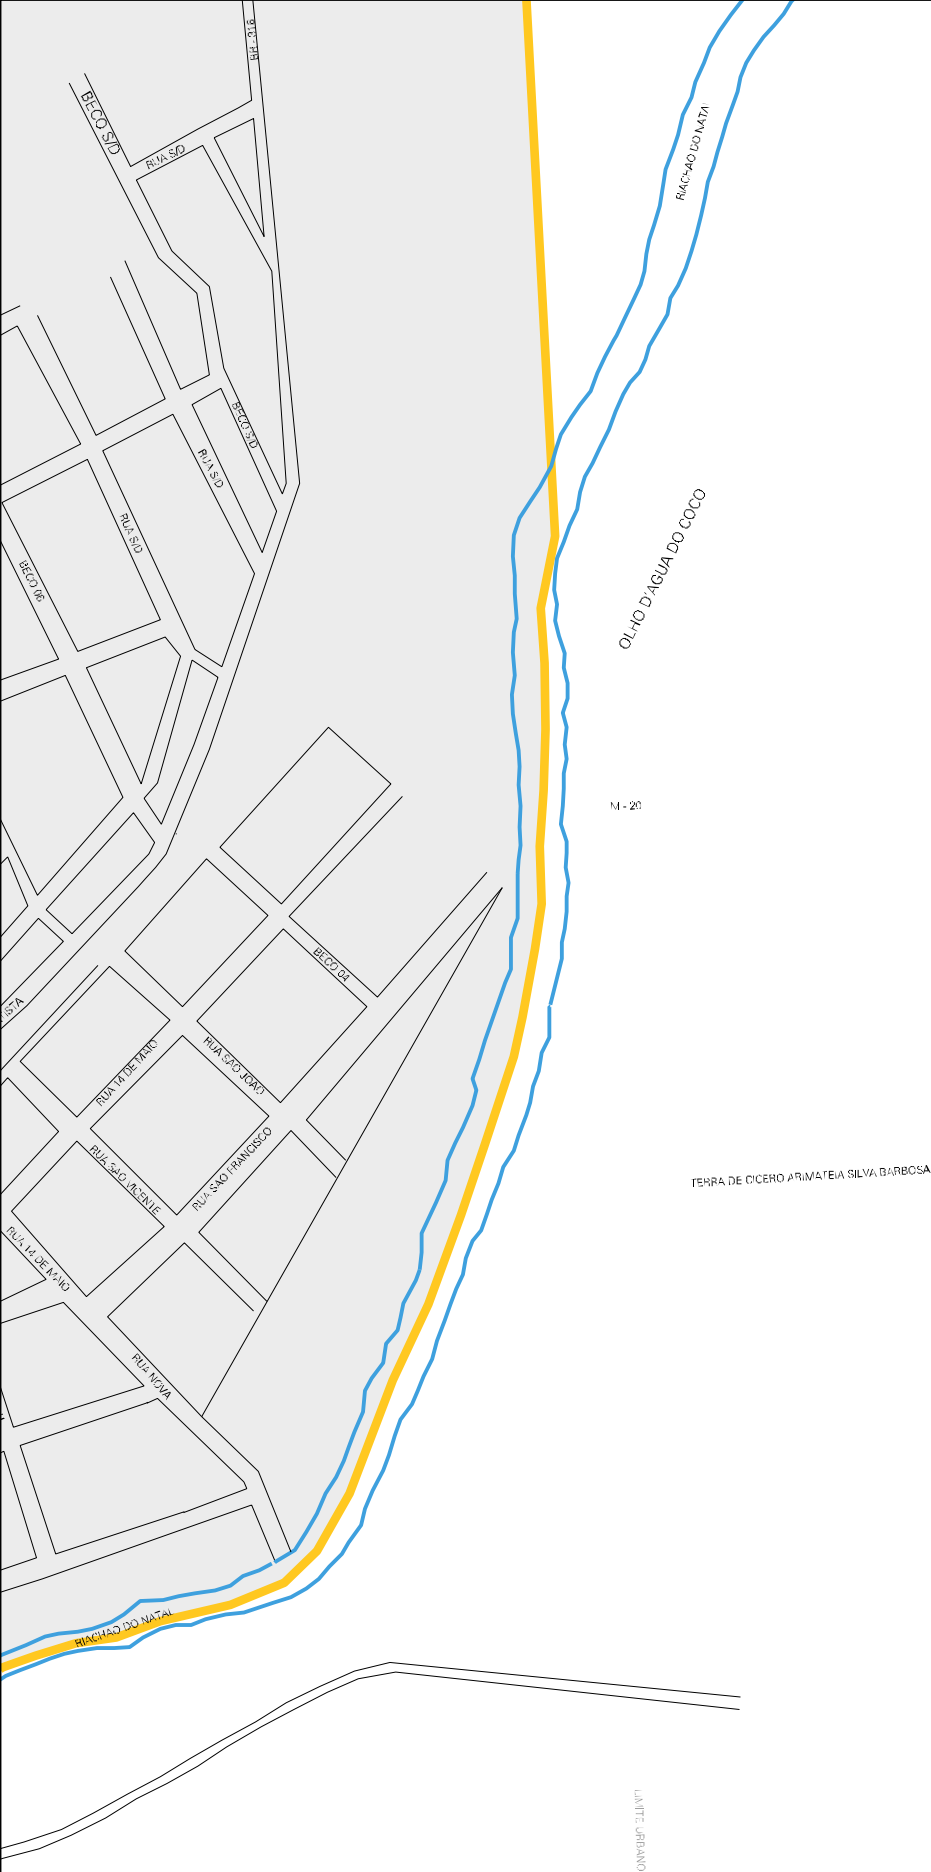 BR - 316
BECO S/D
RUA S/D
RIACHAO DO NATAL
BECO S/D
RUA S/D
RUA S/D
BECO 06
OLHO D'AGUA DO COCO
M - 20
BECO 04
RUA 14 DE MAIO
RUA SAO JOAO
RUA SAO VICENTE
RUA SAO FRANCISCO
TERRA DE CICERO ARIMATEIA SILVA BARBOSA
RUA 14 DE MAIO
RUA NOVA
RIACHAO DO NATAL
LIMITE URBANO